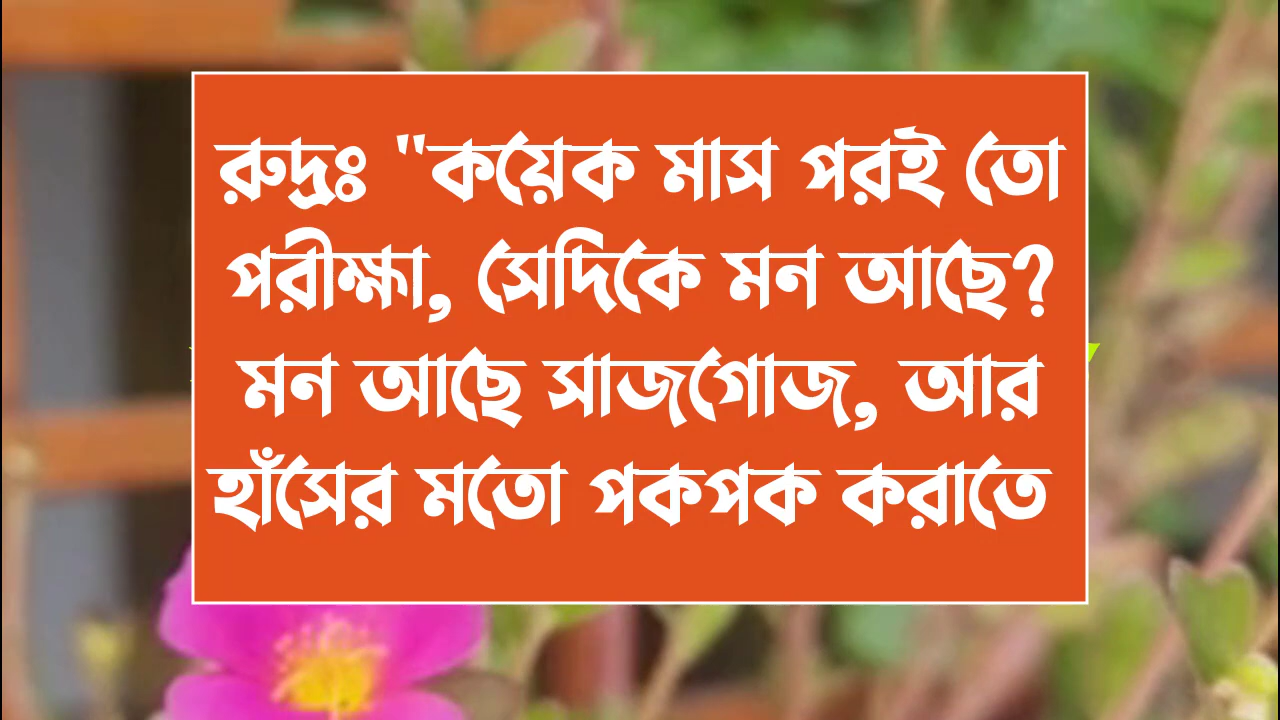 রুদ্রঃ "কয়েক মাস পরই তো
পরীক্ষা, সেদিকে মন আছে?
মন আছে সাজগোজ, আর
হাঁসের মতো পকপক করাতে